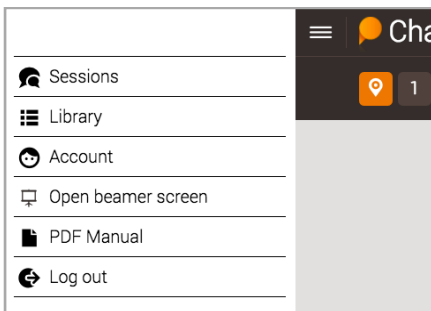 Cha
Sessions
1
Library
Account
Open beamer screen
PDF Manual
Log out